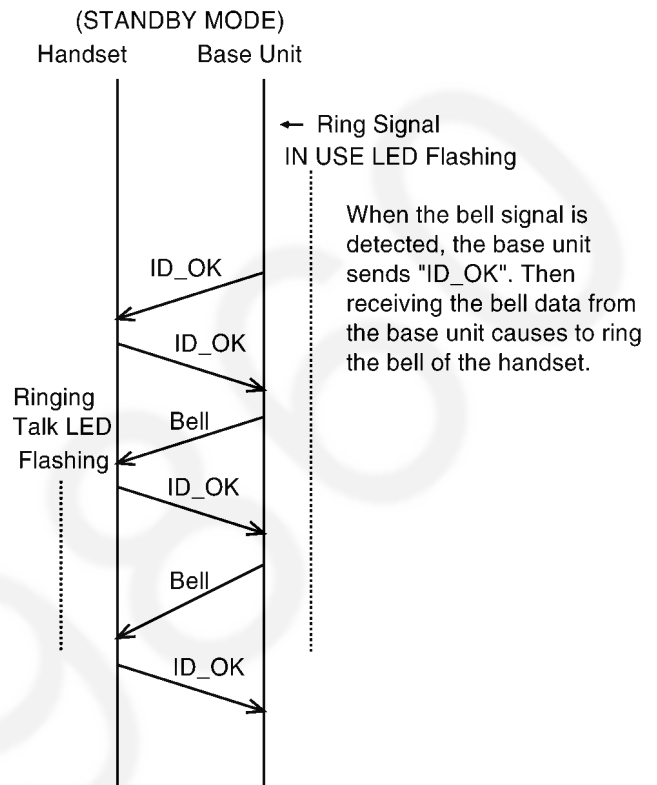 (STANDBY MODE)
Handset Base Unit
← Ring Signal
IN USE LED Flashing
When the bell signal is
detected, the base unit
sends "ID_OK". Then
receiving the bell data from
the base unit causes to ring
the bell of the handset.
ID_OK
ID_OK
Ringing
Talk LED
Flashing
Bell
ID_OK
Bell
ID_OK